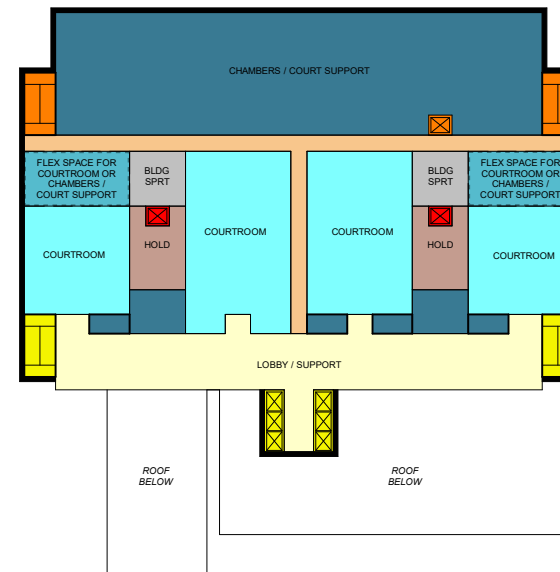 CHAMBERS / COURT SUPPORT
FLEX SPACE FOR
COURTROOM OR
CHAMBERS /
COURT SUPPORT
BLDG
SPRT
BLDG
SPRT
FLEX SPACE FOR
COURTROOM OR
CHAMBERS /
COURT SUPPORT
COURTROOM
HOLD
COURTROOM
COURTROOM
HOLD
COURTROOM
LOBBY / SUPPORT
ROOF
BELOW
ROOF
BELOW